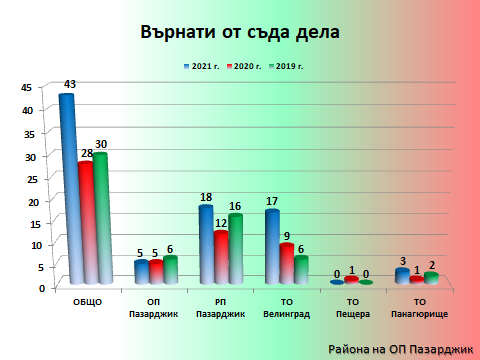 Върнати от съда дела
2021 г. 2020 г. 2019 г.
45
40
35
30
25
20
15
10
5
0
43 28 30
5 5 6
18 12 16
17 9 6
0 1 0
3 1 2
ОБЩО ОП РП ТО ТО ТО
Пазарджик Пазарджик Велинград Пещера Панагюрище
Района на ОП Пазарджик